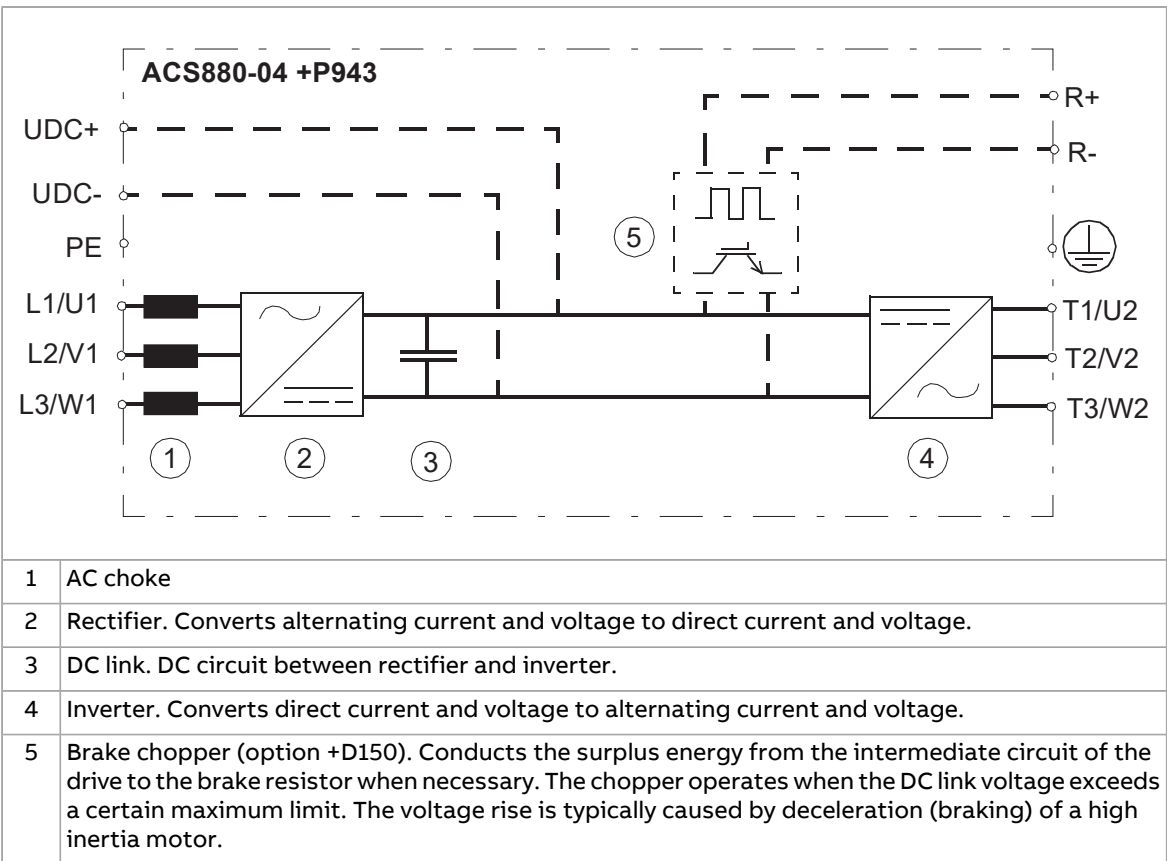 ACS880-04 +P943
R+
UDC+
R-
UDC-
5
PE
L1/U1
T1/U2
L2/V1
T2/V2
L3/W1
T3/W2
1
2
3
4
1 AC choke
2 Rectifier. Converts alternating current and voltage to direct current and voltage.
3 DC link. DC circuit between rectifier and inverter.
4 Inverter. Converts direct current and voltage to alternating current and voltage.
5 Brake chopper (option +D150). Conducts the surplus energy from the intermediate circuit of the
drive to the brake resistor when necessary. The chopper operates when the DC link voltage exceeds
a certain maximum limit. The voltage rise is typically caused by deceleration (braking) of a high
inertia motor.